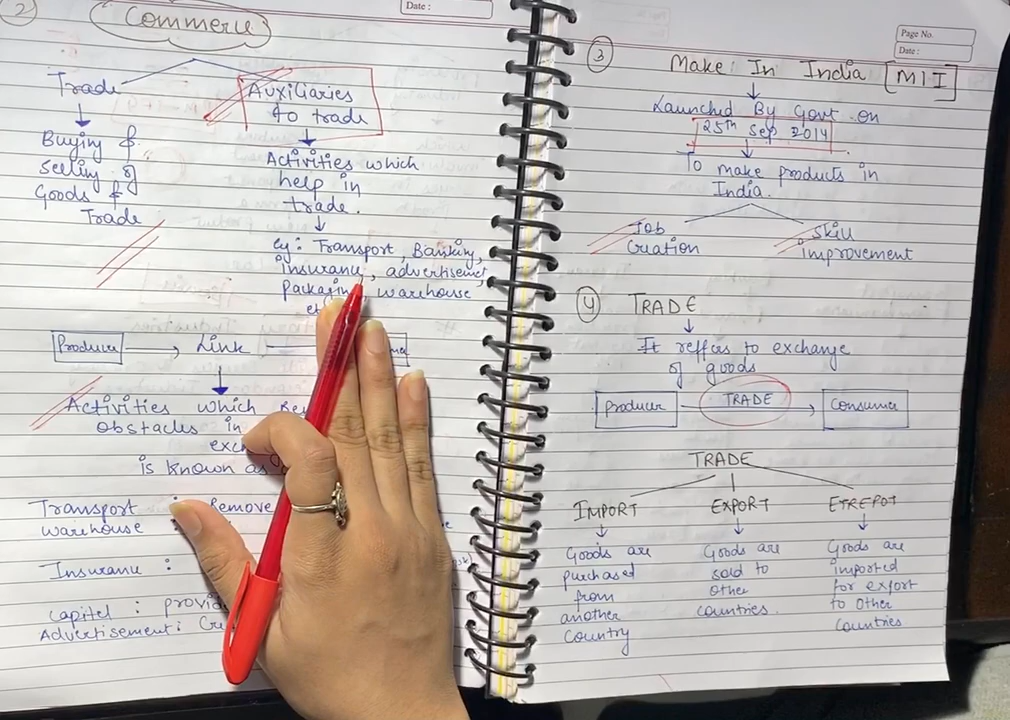 2
Commerce
Date :
Trade
Auxiliaries
to trade
Buying &
Selling of
Goods &
Trade
Activities which
help in
trade.
eg: Transport, Banking,
insurance, advertisement
Packaging warehouse
Producer
Link
Activities which
obstacles in
is known as
Transport : Remove
warehouse :
Insurance :
capital :
Advertisement :
Page No.
Date :
3
Make In India [MII]
Launched By Govt on
25th Sep 2014
To make products in
India.
Job
Creation
Skill
improvement
4
TRADE
It reffers to exchange
of goods
Producer
TRADE
Consumer
TRADE
IMPORT
EXPORT
ETREPOT
Goods are
purchased
from
another
Country
Goods are
sold to
other
countries.
Goods are
imported
for export
to other
Countries